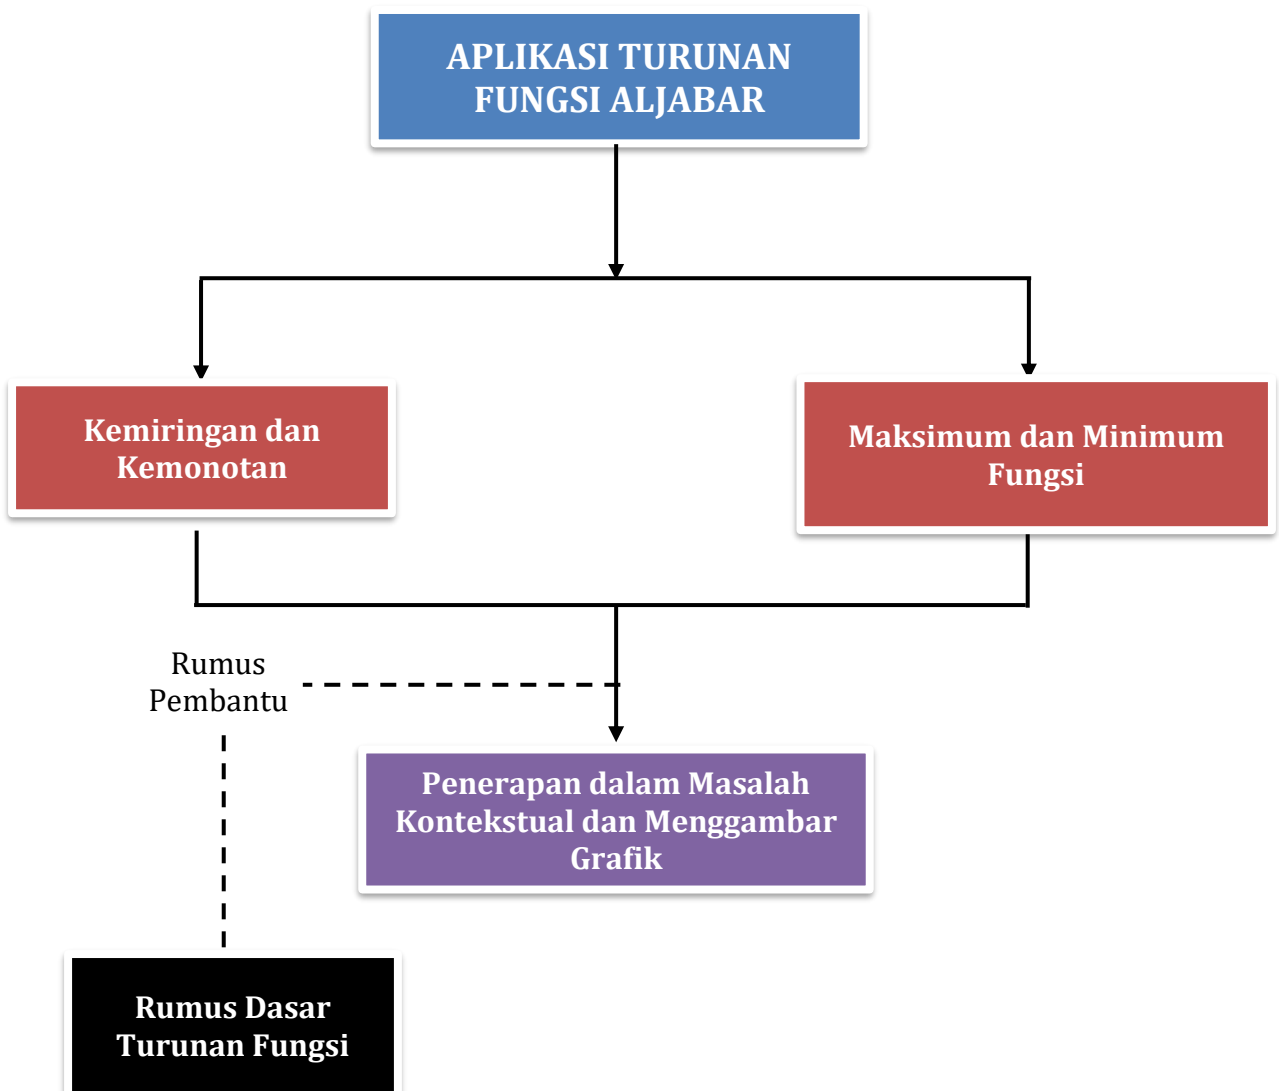 APLIKASI TURUNAN
FUNGSI ALJABAR
Kemiringan dan
Kemonotan
Maksimum dan Minimum
Fungsi
Rumus
Pembantu
Penerapan dalam Masalah
Kontekstual dan Menggambar
Grafik
Rumus Dasar
Turunan Fungsi